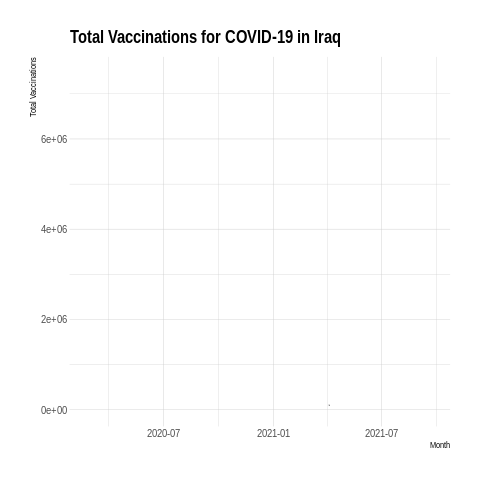 Total Vaccinations for COVID-19 in Iraq
Total Vaccinations
6e+06
4e+06
2e+06
0e+00
2020-07
2021-01
2021-07
Month